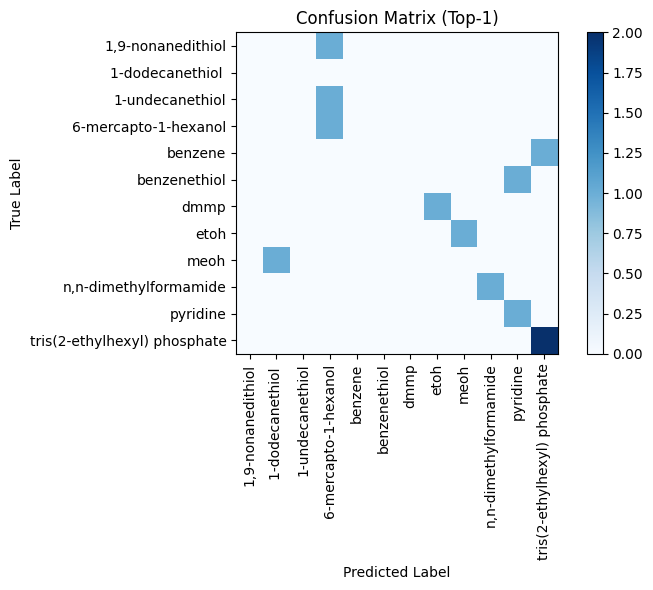 Confusion Matrix (Top-1)
True Label
1,9-nonanedithiol
1-dodecanethiol
1-undecanethiol
6-mercapto-1-hexanol
benzene
benzenethiol
dmmp
etoh
meoh
n,n-dimethylformamide
pyridine
tris(2-ethylhexyl) phosphate
1,9-nonanedithiol
1-dodecanethiol
1-undecanethiol
6-mercapto-1-hexanol
benzene
benzenethiol
dmmp
etoh
meoh
n,n-dimethylformamide
pyridine
tris(2-ethylhexyl) phosphate
Predicted Label
2.00
1.75
1.50
1.25
1.00
0.75
0.50
0.25
0.00